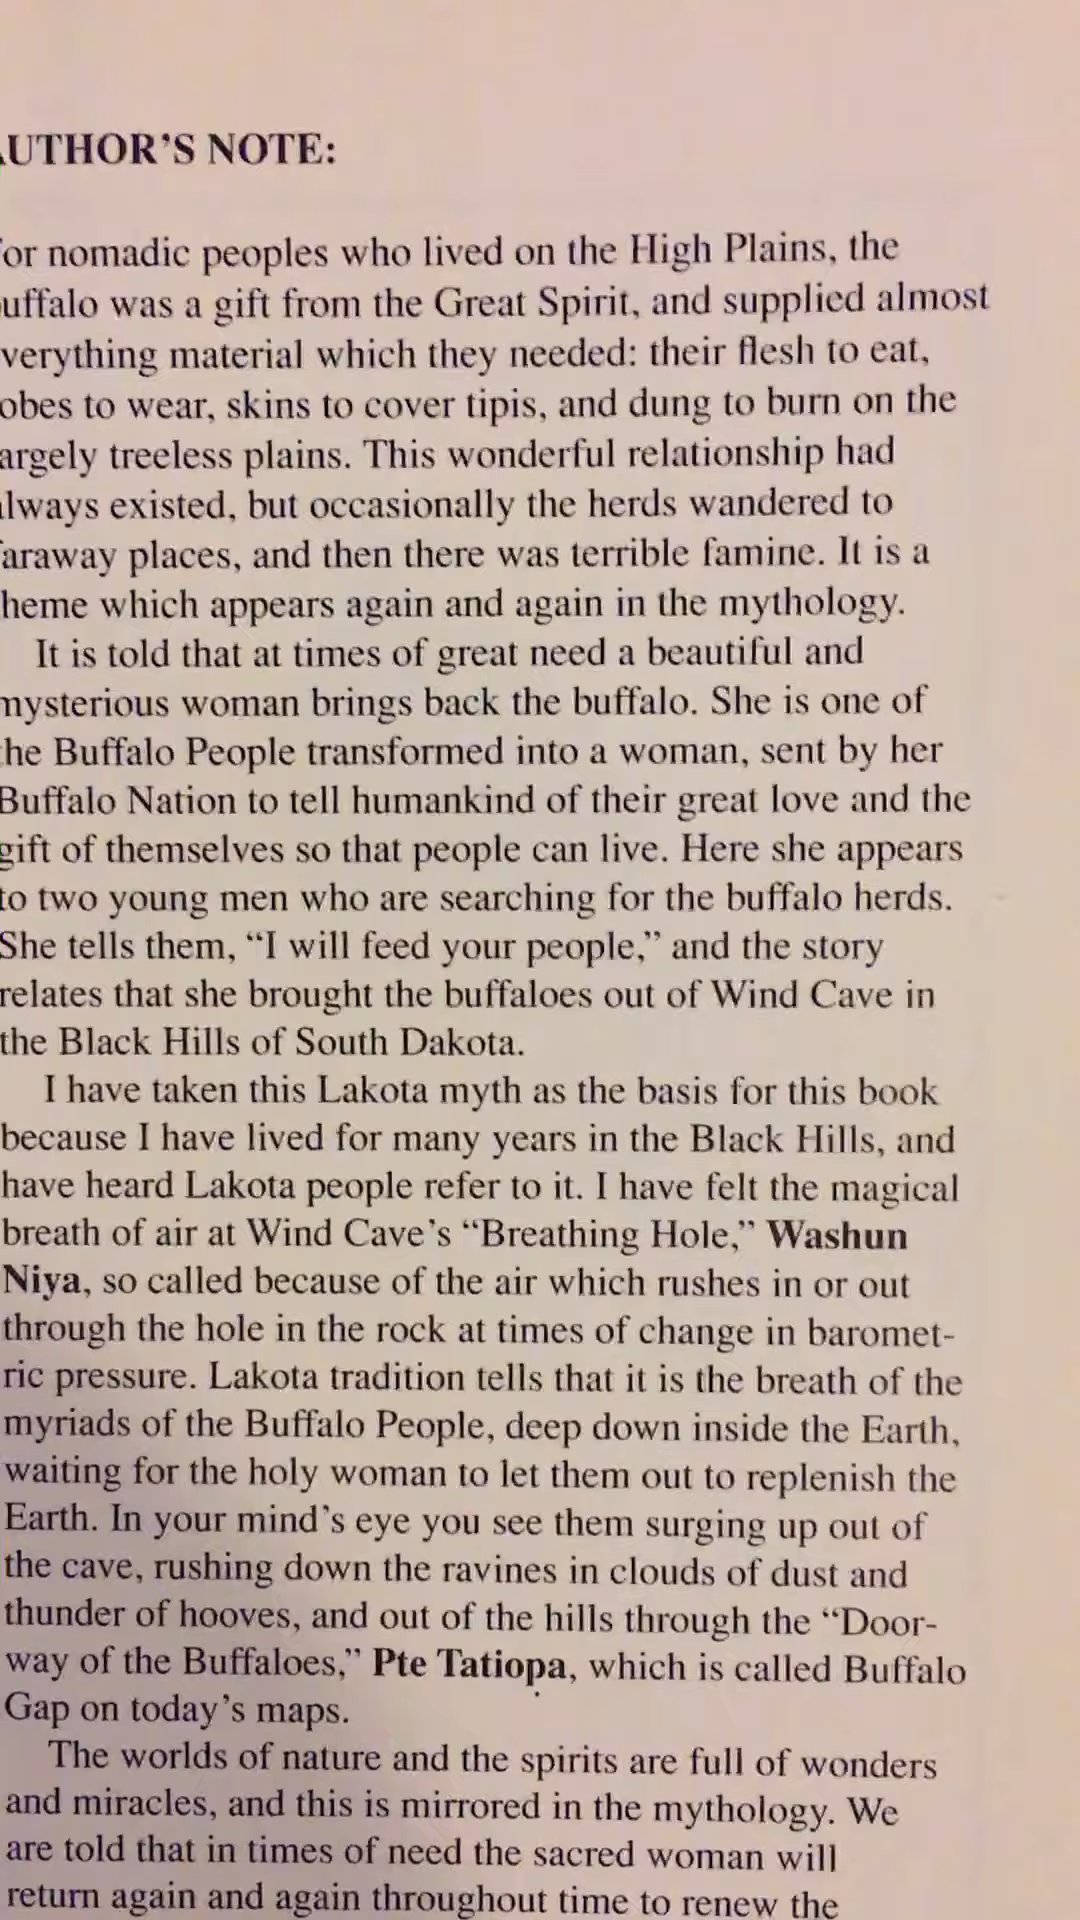 AUTHOR'S NOTE:
or nomadic peoples who lived on the High Plains, the
uffalo was a gift from the Great Spirit, and supplied almost
verything material which they needed: their flesh to eat,
obes to wear, skins to cover tipis, and dung to burn on the
argely treeless plains. This wonderful relationship had
lways existed, but occasionally the herds wandered to
araway places, and then there was terrible famine. It is a
heme which appears again and again in the mythology.
It is told that at times of great need a beautiful and
mysterious woman brings back the buffalo. She is one of
the Buffalo People transformed into a woman, sent by her
Buffalo Nation to tell humankind of their great love and the
gift of themselves so that people can live. Here she appears
to two young men who are searching for the buffalo herds.
She tells them, “I will feed your people,” and the story
relates that she brought the buffaloes out of Wind Cave in
the Black Hills of South Dakota.
I have taken this Lakota myth as the basis for this book
because I have lived for many years in the Black Hills, and
have heard Lakota people refer to it. I have felt the magical
breath of air at Wind Cave's “Breathing Hole,” Washun
Niya, so called because of the air which rushes in or out
through the hole in the rock at times of change in baromet-
ric pressure. Lakota tradition tells that it is the breath of the
myriads of the Buffalo People, deep down inside the Earth,
waiting for the holy woman to let them out to replenish the
Earth. In your mind's eye you see them surging up out of
the cave, rushing down the ravines in clouds of dust and
thunder of hooves, and out of the hills through the “Door-
way of the Buffaloes,” Pte Tatiopa, which is called Buffalo
Gap on today's maps.
The worlds of nature and the spirits are full of wonders
and miracles, and this is mirrored in the mythology. We
are told that in times of need the sacred woman will
return again and again throughout time to renew the